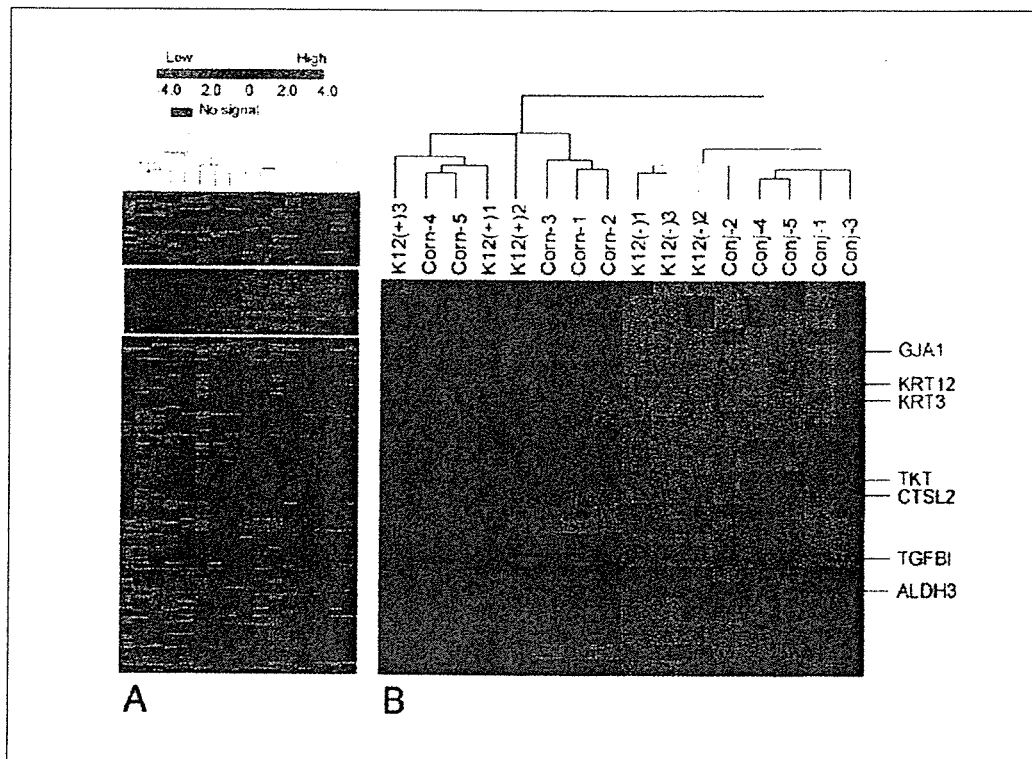 Low High
-4.0 2.0 0 2.0 4.0
No signal
K12(+)3
Corn-4
Corn-5
K12(+)1
K12(+)2
Corn-3
Corn-1
Corn-2
K12(-)1
K12(-)3
K12(-)2
Conj-2
Conj-4
Conj-5
Conj-1
Conj-3
GJA1
KRT12
KRT3
TKT
CTSL2
TGFBI
ALDH3
A B